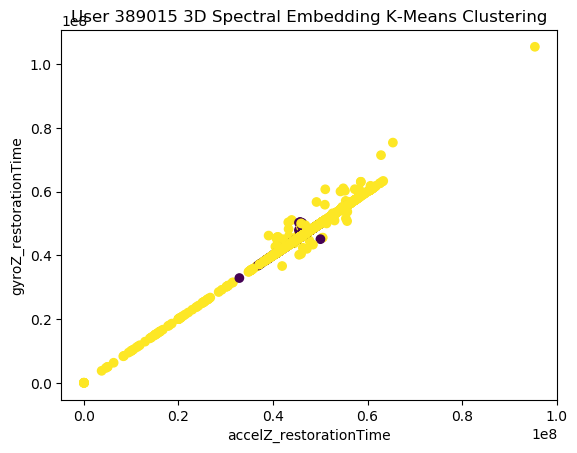 User 389015 3D Spectral Embedding K-Means Clustering
1e8
1.0
0.8
0.6
0.4
0.2
0.0
gyroZ_restorationTime
0.0 0.2 0.4 0.6 0.8 1.0
1e8
accelZ_restorationTime